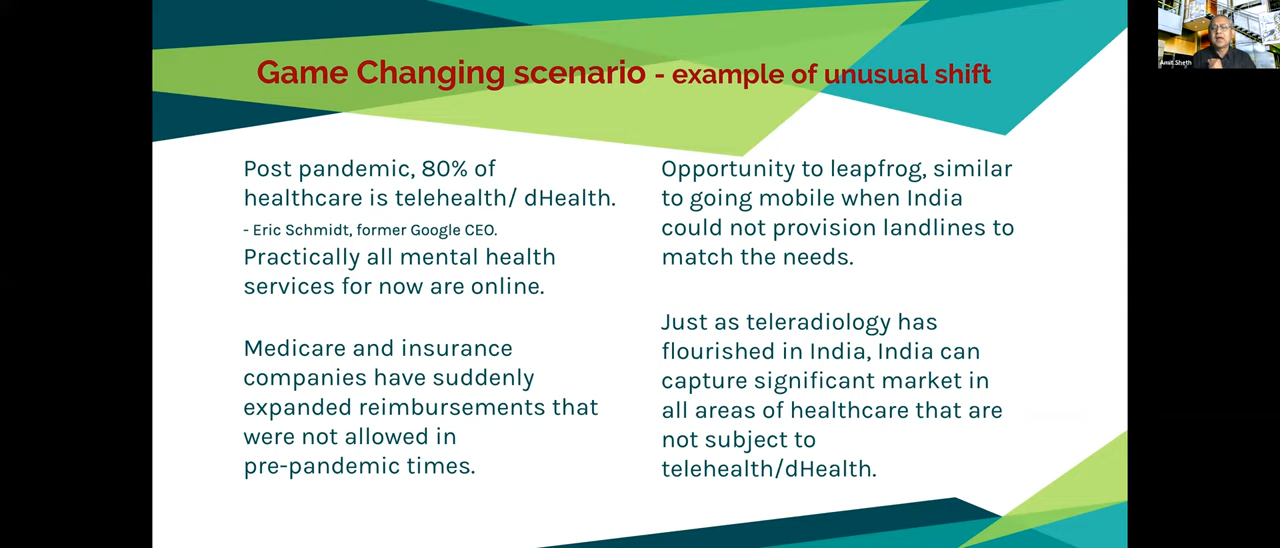 Game Changing scenario - example of unusual shift
Post pandemic, 80% of
healthcare is telehealth/ dHealth.
- Eric Schmidt, former Google CEO.
Practically all mental health
services for now are online.
Medicare and insurance
companies have suddenly
expanded reimbursements that
were not allowed in
pre-pandemic times.
Opportunity to leapfrog, similar
to going mobile when India
could not provision landlines to
match the needs.
Just as teleradiology has
flourished in India, India can
capture significant market in
all areas of healthcare that are
not subject to
telehealth/dHealth.
Amit Sheth